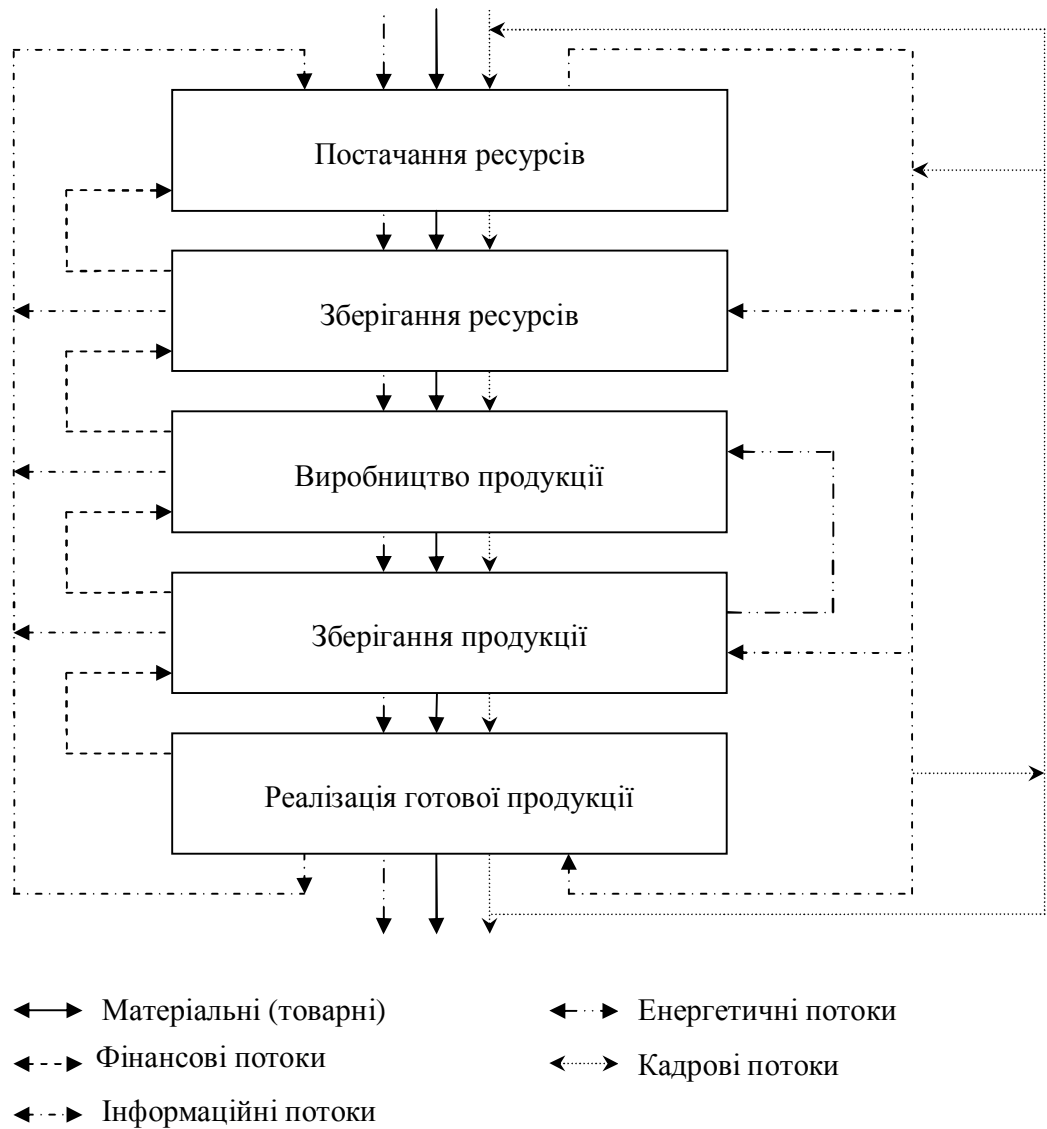 Постачання ресурсів
Зберігання ресурсів
Виробництво продукції
Зберігання продукції
Реалізація готової продукції
Матеріальні (товарні)
Енергетичні потоки
Фінансові потоки
Кадрові потоки
Інформаційні потоки